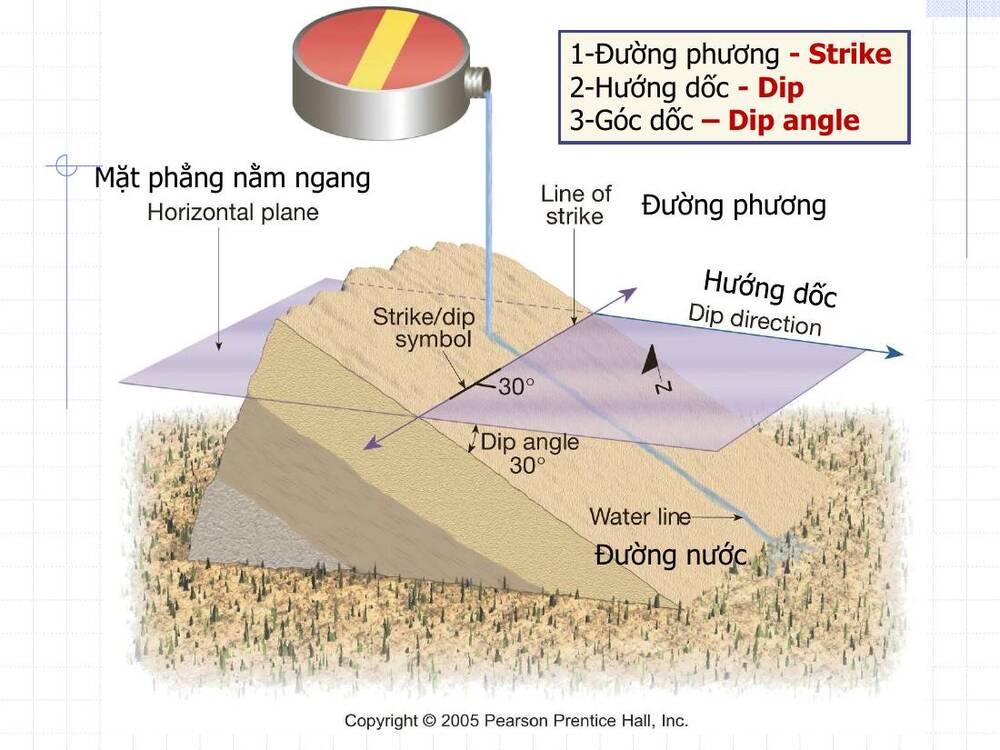 1-Đường phương - Strike
2-Hướng dốc - Dip
3-Góc dốc – Dip angle
Mặt phẳng nằm ngang
Horizontal plane
Line of
strike
Đường phương
Hướng dốc
Dip direction
Strike/dip
symbol
30°
N
Dip angle
30°
Water line
Đường nước
Copyright © 2005 Pearson Prentice Hall, Inc.